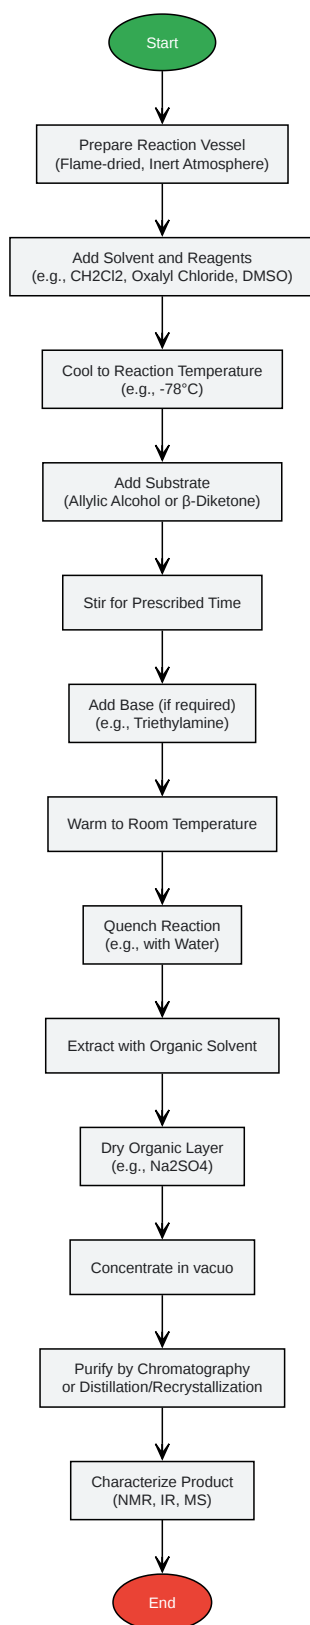 Start
Prepare Reaction Vessel
(Flame-dried, Inert Atmosphere)
Add Solvent and Reagents
(e.g., CH2Cl2, Oxalyl Chloride, DMSO)
Cool to Reaction Temperature
(e.g., -78°C)
Add Substrate
(Allylic Alcohol or β-Diketone)
Stir for Prescribed Time
Add Base (if required)
(e.g., Triethylamine)
Warm to Room Temperature
Quench Reaction
(e.g., with Water)
Extract with Organic Solvent
Dry Organic Layer
(e.g., Na2SO4)
Concentrate in vacuo
Purify by Chromatography
or Distillation/Recrystallization
Characterize Product
(NMR, IR, MS)
End